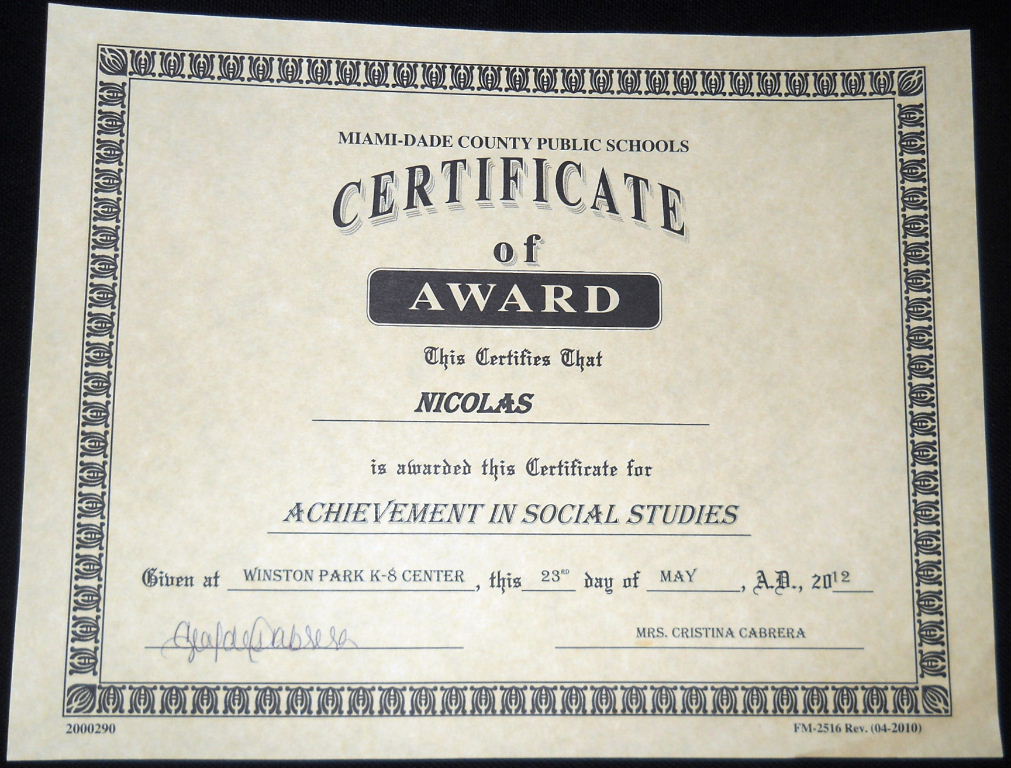 MIAMI-DADE COUNTY PUBLIC SCHOOLS
CERTIFICATE
of
AWARD
This Certifies That
NICOLAS
is awarded this Certificate for
ACHIEVEMENT IN SOCIAL STUDIES
Given at WINSTON PARK K-8 CENTER, this 23RD day of MAY, A.D., 2012
MRS. CRISTINA CABRERA
2000290 FM-2516 Rev. (04-2010)